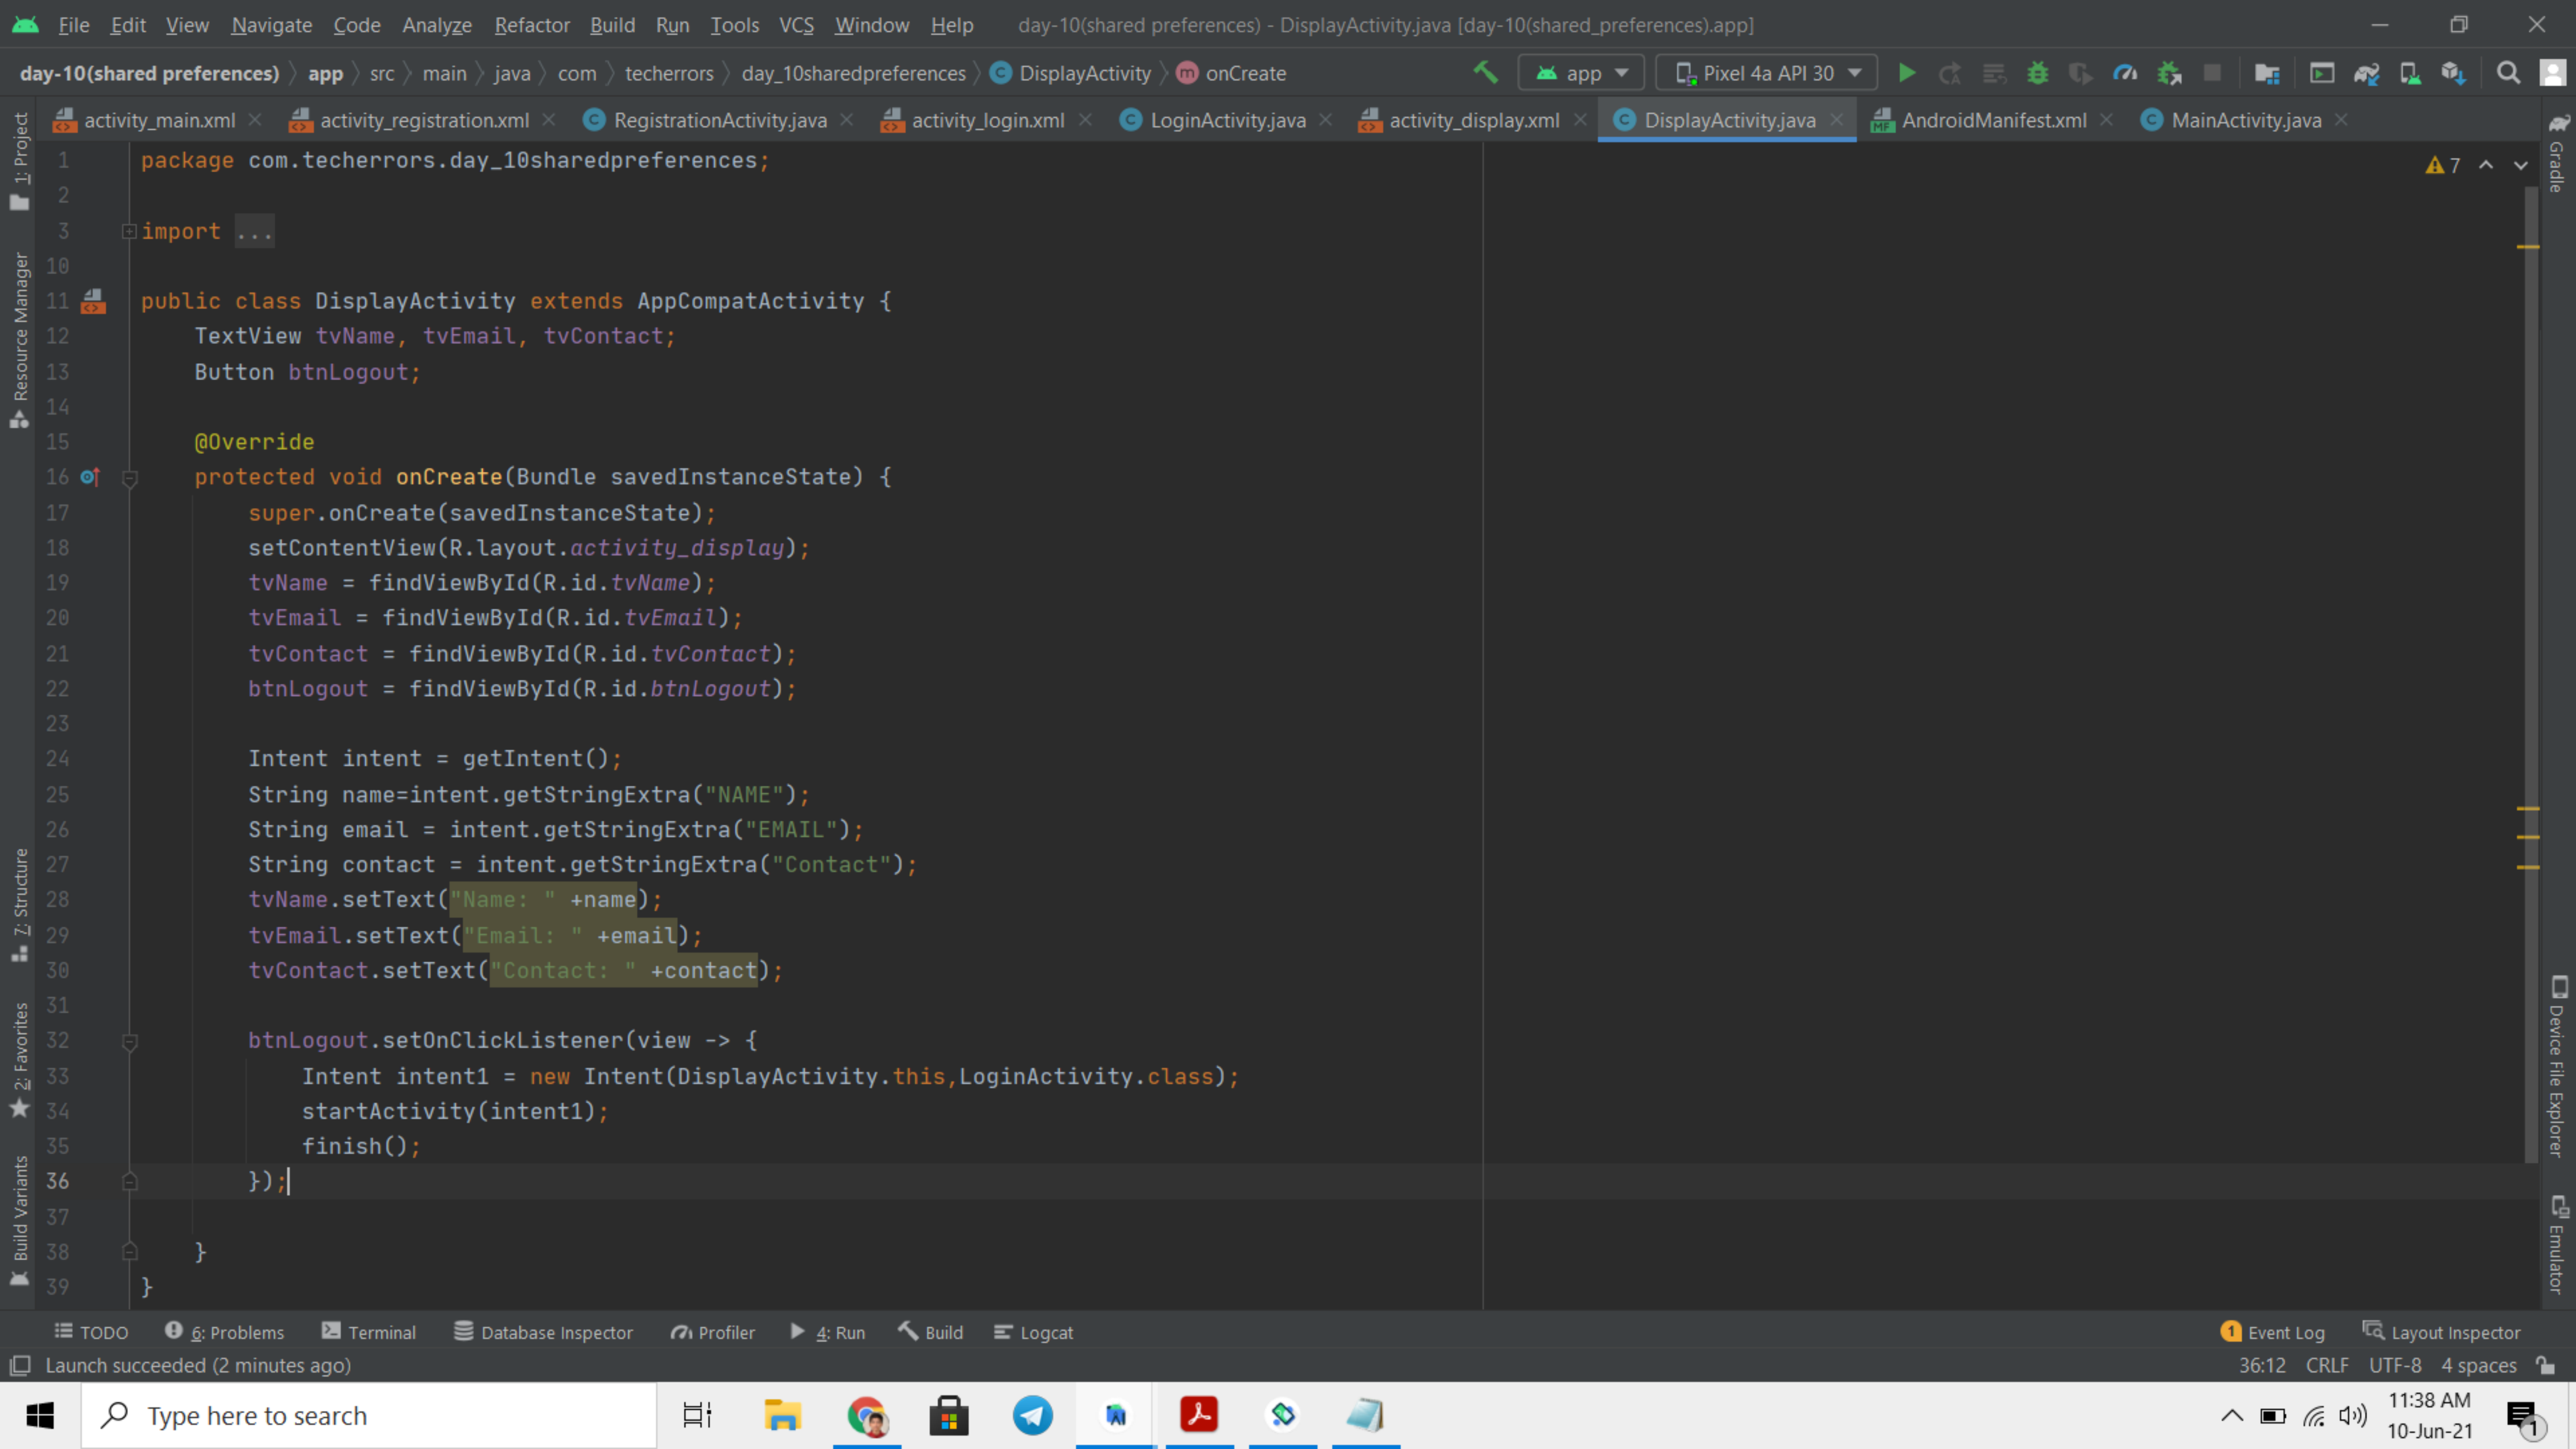 File Edit View Navigate Code Analyze Refactor Build Run Tools VCS Window Help day-10(shared preferences) - DisplayActivity.java [day-10(shared_preferences).app]
day-10(shared preferences) app src main java com techerrors day_10sharedpreferences C DisplayActivity m onCreate app Pixel 4a API 30
activity_main.xml activity_registration.xml C RegistrationActivity.java activity_login.xml C LoginActivity.java activity_display.xml C DisplayActivity.java MF AndroidManifest.xml C MainActivity.java
1: Project
Resource Manager
7: Structure
2: Favorites
Build Variants
1 package com.techerrors.day_10sharedpreferences;
2
3 import ...
10
11 public class DisplayActivity extends AppCompatActivity {
12 TextView tvName, tvEmail, tvContact;
13 Button btnLogout;
14
15 @Override
16 protected void onCreate(Bundle savedInstanceState) {
17 super.onCreate(savedInstanceState);
18 setContentView(R.layout.activity_display);
19 tvName = findViewById(R.id.tvName);
20 tvEmail = findViewById(R.id.tvEmail);
21 tvContact = findViewById(R.id.tvContact);
22 btnLogout = findViewById(R.id.btnLogout);
23
24 Intent intent = getIntent();
25 String name=intent.getStringExtra("NAME");
26 String email = intent.getStringExtra("EMAIL");
27 String contact = intent.getStringExtra("Contact");
28 tvName.setText("Name: " +name);
29 tvEmail.setText("Email: " +email);
30 tvContact.setText("Contact: " +contact);
31
32 btnLogout.setOnClickListener(view -> {
33 Intent intent1 = new Intent(DisplayActivity.this,LoginActivity.class);
34 startActivity(intent1);
35 finish();
36 });
37
38 }
39 }
7
Gradle
Device File Explorer
Emulator
TODO 6: Problems Terminal Database Inspector Profiler 4: Run Build Logcat 1 Event Log Layout Inspector
Launch succeeded (2 minutes ago) 36:12 CRLF UTF-8 4 spaces
Type here to search 11:38 AM
10-Jun-21 1